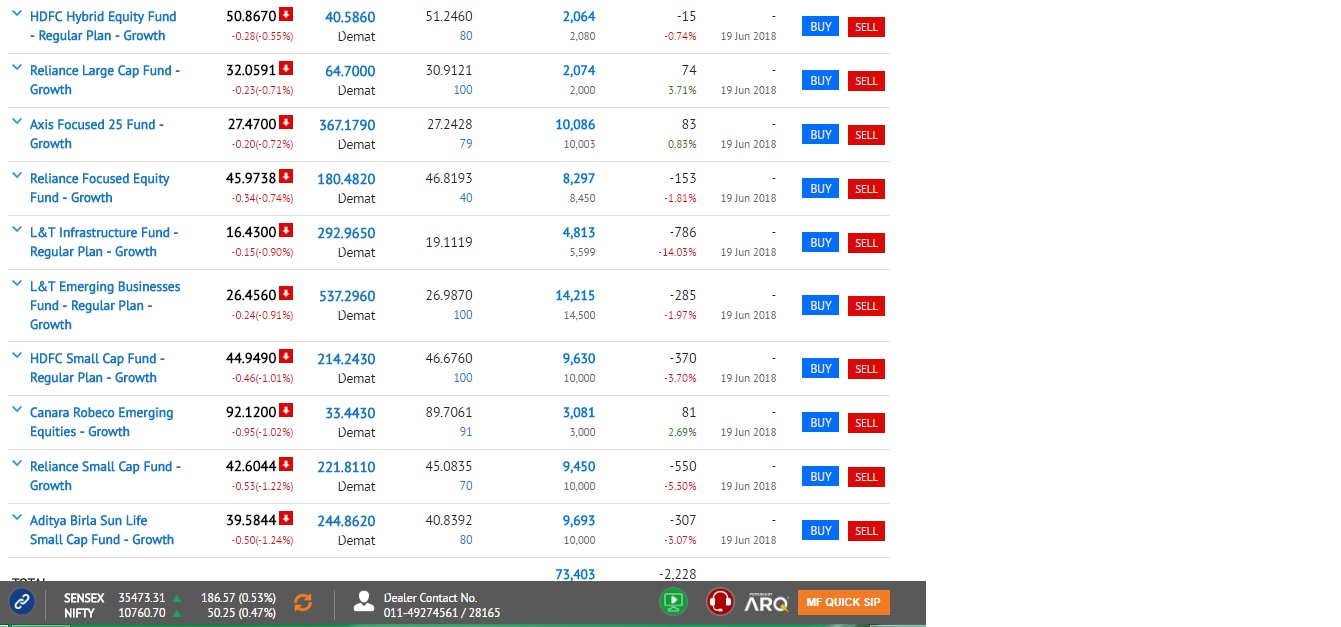 HDFC Hybrid Equity Fund 50.8670 40.5860 51.2460 2,064 -15 - BUY SELL
- Regular Plan - Growth -0.28(-0.55%) Demat 80 2,080 -0.74% 19 Jun 2018
Reliance Large Cap Fund - 32.0591 64.7000 30.9121 2,074 74 - BUY SELL
Growth -0.23(-0.71%) Demat 100 2,000 3.71% 19 Jun 2018
Axis Focused 25 Fund - 27.4700 367.1790 27.2428 10,086 83 - BUY SELL
Growth -0.20(-0.72%) Demat 79 10,003 0.83% 19 Jun 2018
Reliance Focused Equity 45.9738 180.4820 46.8193 8,297 -153 - BUY SELL
Fund - Growth -0.34(-0.74%) Demat 40 8,450 -1.81% 19 Jun 2018
L&T Infrastructure Fund - 16.4300 292.9650 19.1119 4,813 -786 - BUY SELL
Regular Plan - Growth -0.15(-0.90%) Demat 5,599 -14.03% 19 Jun 2018
L&T Emerging Businesses
Fund - Regular Plan - 26.4560 537.2960 26.9870 14,215 -285 - BUY SELL
Growth -0.24(-0.91%) Demat 100 14,500 -1.97% 19 Jun 2018
HDFC Small Cap Fund - 44.9490 214.2430 46.6760 9,630 -370 - BUY SELL
Regular Plan - Growth -0.46(-1.01%) Demat 100 10,000 -3.70% 19 Jun 2018
Canara Robeco Emerging 92.1200 33.4430 89.7061 3,081 81 - BUY SELL
Equities - Growth -0.95(-1.02%) Demat 91 3,000 2.69% 19 Jun 2018
Reliance Small Cap Fund - 42.6044 221.8110 45.0835 9,450 -550 - BUY SELL
Growth -0.53(-1.22%) Demat 70 10,000 -5.50% 19 Jun 2018
Aditya Birla Sun Life 39.5844 244.8620 40.8392 9,693 -307 - BUY SELL
Small Cap Fund - Growth -0.50(-1.24%) Demat 80 10,000 -3.07% 19 Jun 2018
TOTAL 73,403 -2,228
SENSEX 35473.31 186.57 (0.53%) Dealer Contact No. POWERED BY ARQ MF QUICK SIP
NIFTY 10760.70 50.25 (0.47%) 011-49274561 / 28165